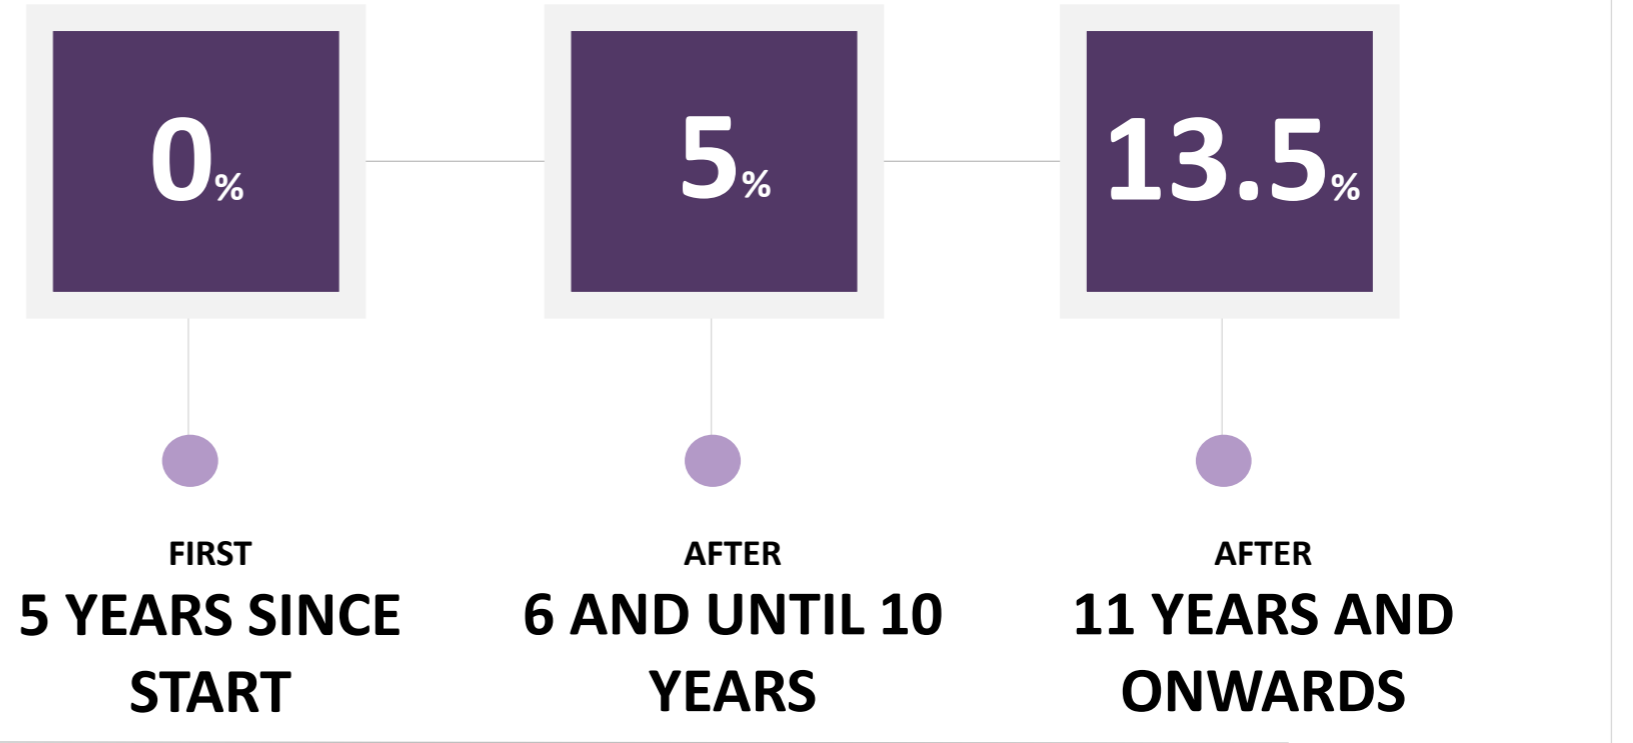 0%
5%
13.5%
FIRST
5 YEARS SINCE
START
AFTER
6 AND UNTIL 10
YEARS
AFTER
11 YEARS AND
ONWARDS